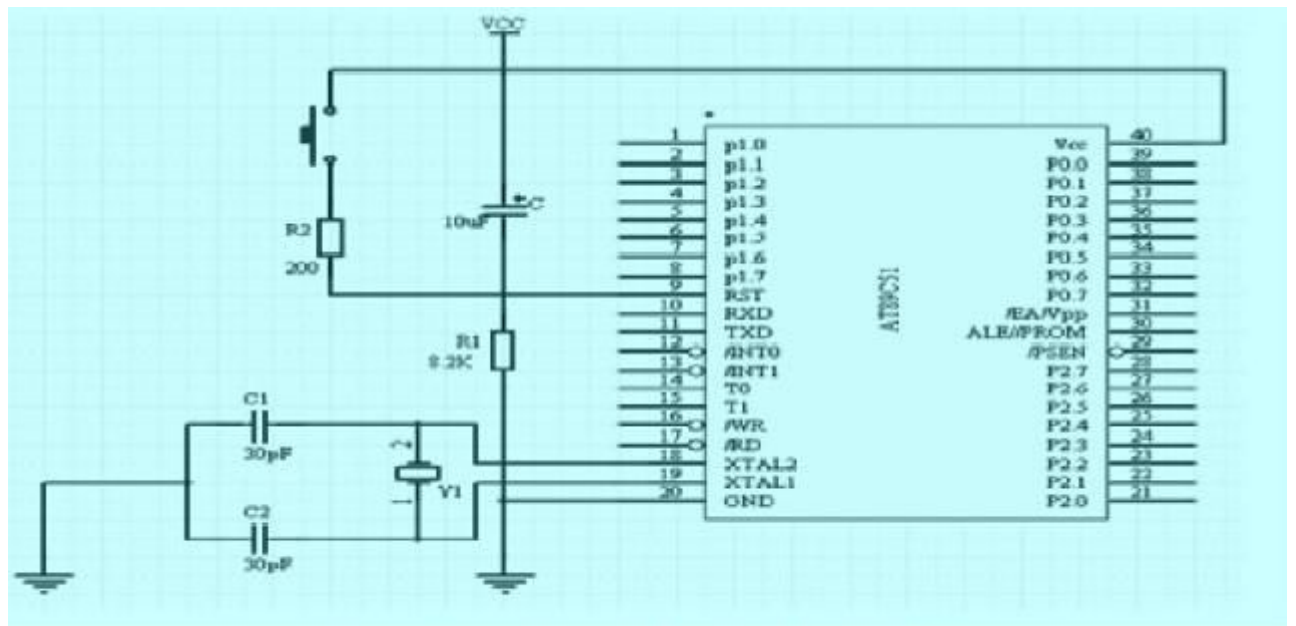 VCC
1 p1.0 Vcc 40
2 p1.1 P0.0 39
3 p1.2 P0.1 38
4 p1.3 P0.2 37
10uF C
5 p1.4 P0.3 36
R2
6 p1.5 P0.4 35
7 p1.6 P0.5 34
200
8 p1.7 P0.6 33
9 RST P0.7 32
AT89C51
10 RXD /EA/Vpp 31
11 TXD ALE//PROM 30
R1
8.2K
12 /INT0 /PSEN 29
13 /INT1 P2.7 28
14 T0 P2.6 27
15 T1 P2.5 26
C1
16 /WR P2.4 25
17 /RD P2.3 24
30pF
2
18 XTAL2 P2.2 23
19 XTAL1 P2.1 22
Y1
1
20 GND P2.0 21
C2
30pF